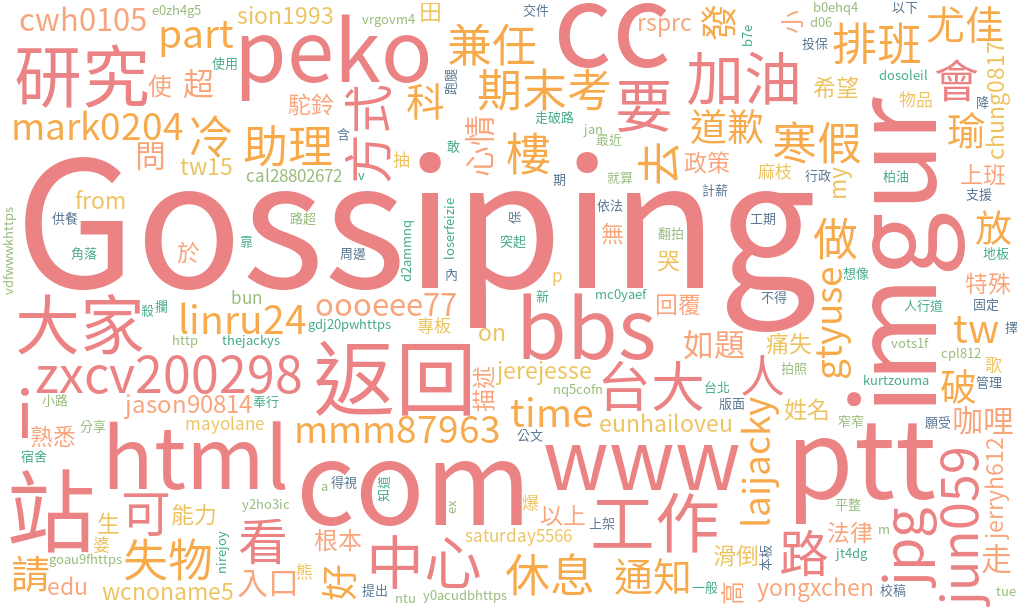 cwh0105
e0zh4g5
sion1993
vrgovm4
田
交件
rsprc
小
發
b0ehq4
d06
以下
尤佳
part
peko
兼任
cc
投保
b7e
排班
研究
使用
使
超
駝鈴
方式
科
期末考
要
加油
希望
dosoleil
物品
會
降
chung0817
mark0204
冷
助理
含
抽
敢
心情
走破路
樓
jan
最近
去
道歉
政策
寒假
瑜
問
tw15
cal28802672
v
期
就算
麻枝
行政
my
柏油
上班
支援
vdfwwwkhttps
from
供餐
路超
計薪
依法
無
翻拍
工期
做
放
Gossiping
imgur
角落
於
靠
周邊
d2ammnq
loserfeizie
突起
內
哭
p
地板
想像
特殊
大家
殺
攔
bun
linru24
oooeee77
gdj20pwhttps
專板
on
新
mc0yaef
回覆
不得
人行道
固定
http
thejackys
bbs
如題
痛失
gtyuse
vots1f
tw
擇
cpl812
歌
i
zxcv200298
返回
描述
jerejesse
nq5cofn
台大
台北
人
拍照
kurtzouma
破
管理
小路
jason90814
奉行
分享
mayolane
熟悉
宿舍
mmm87963
time
公文
eunhailoveu
版面
姓名
窄窄
願受
咖哩
html
com
www
laijacky
ptt
jun059
jerryh612
站
可
能力
y2ho3ic
得視
知道
a
ex
爆
以上
上架
工作
平整
法律
m
jpg
生
婆
看
根本
saturday5566
滑倒
本板
路
jt4dg
走
goau9fhttps
失物
nirejoy
中心
請
edu
wcnoname5
入口
熊
好
提出
ntu
y0acudbhttps
休息
通知
一般
宮
yongxchen
校稿
tue